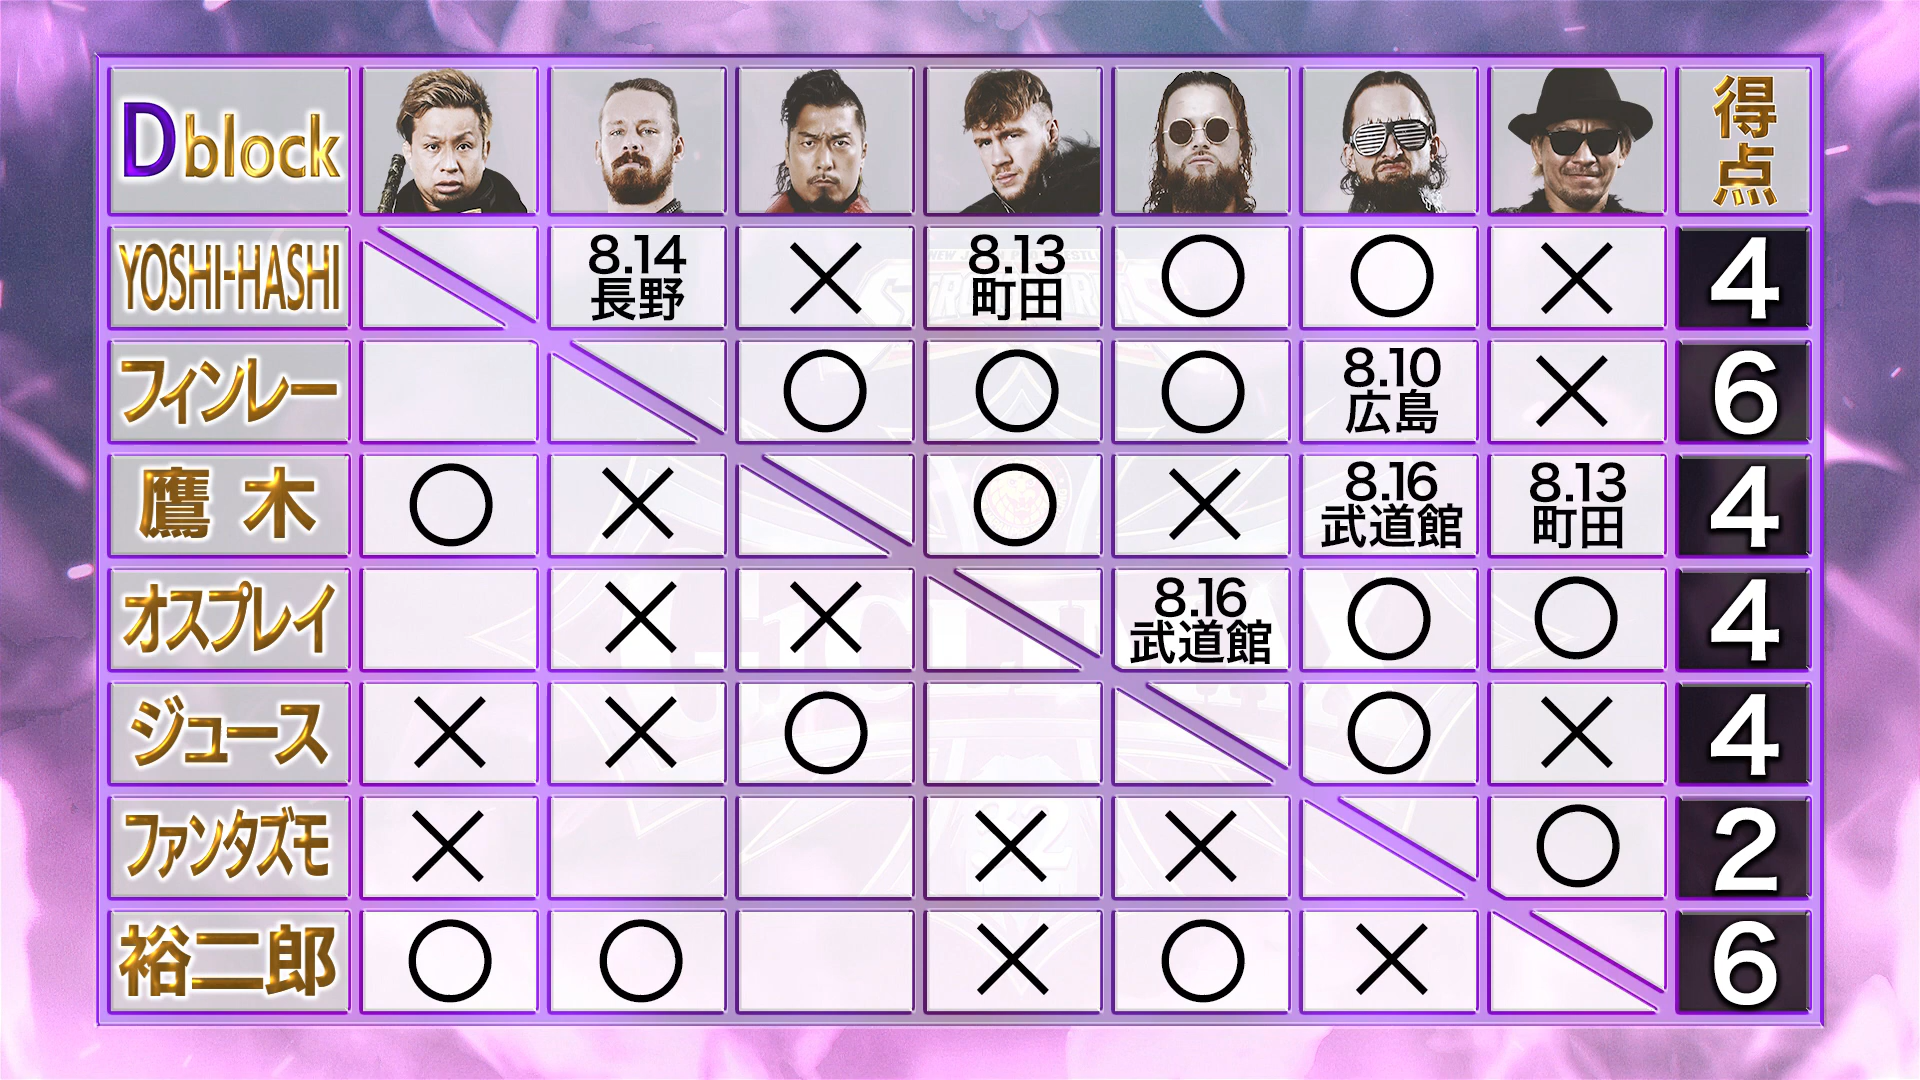 Dblock
得点
YOSHI-HASHI
8.14
長野
×
8.13
町田
○
○
×
4
フィンレー
○
○
○
8.10
広島
×
6
鷹木
○
×
○
×
8.16
武道館
8.13
町田
4
オスプレイ
×
×
8.16
武道館
○
○
4
ジュース
×
×
○
○
×
4
ファンタズモ
×
×
×
○
2
裕二郎
○
○
×
○
×
6